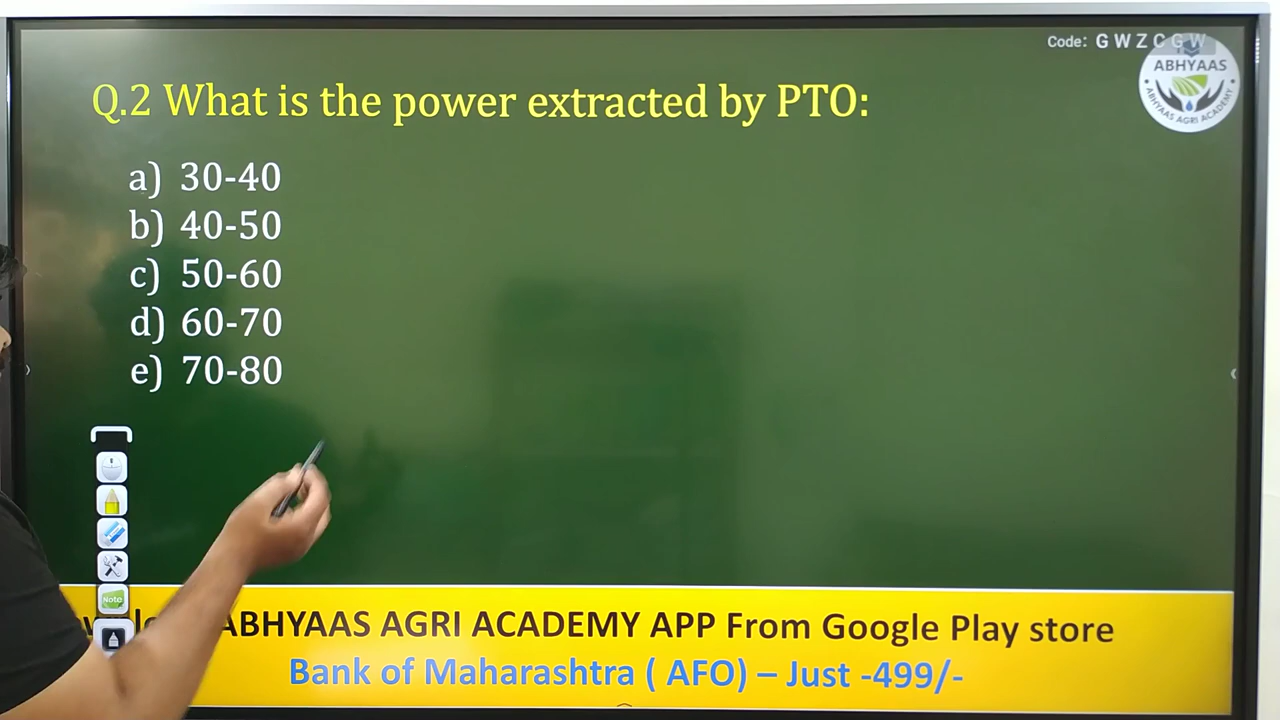 Code: G W Z C G W
ABHYAAS
ABHYAAS AGRI ACADEMY
Q.2 What is the power extracted by PTO:
a) 30-40
b) 40-50
c) 50-60
d) 60-70
e) 70-80
Note
ABHYAAS AGRI ACADEMY APP From Google Play store
Bank of Maharashtra ( AFO) – Just -499/-